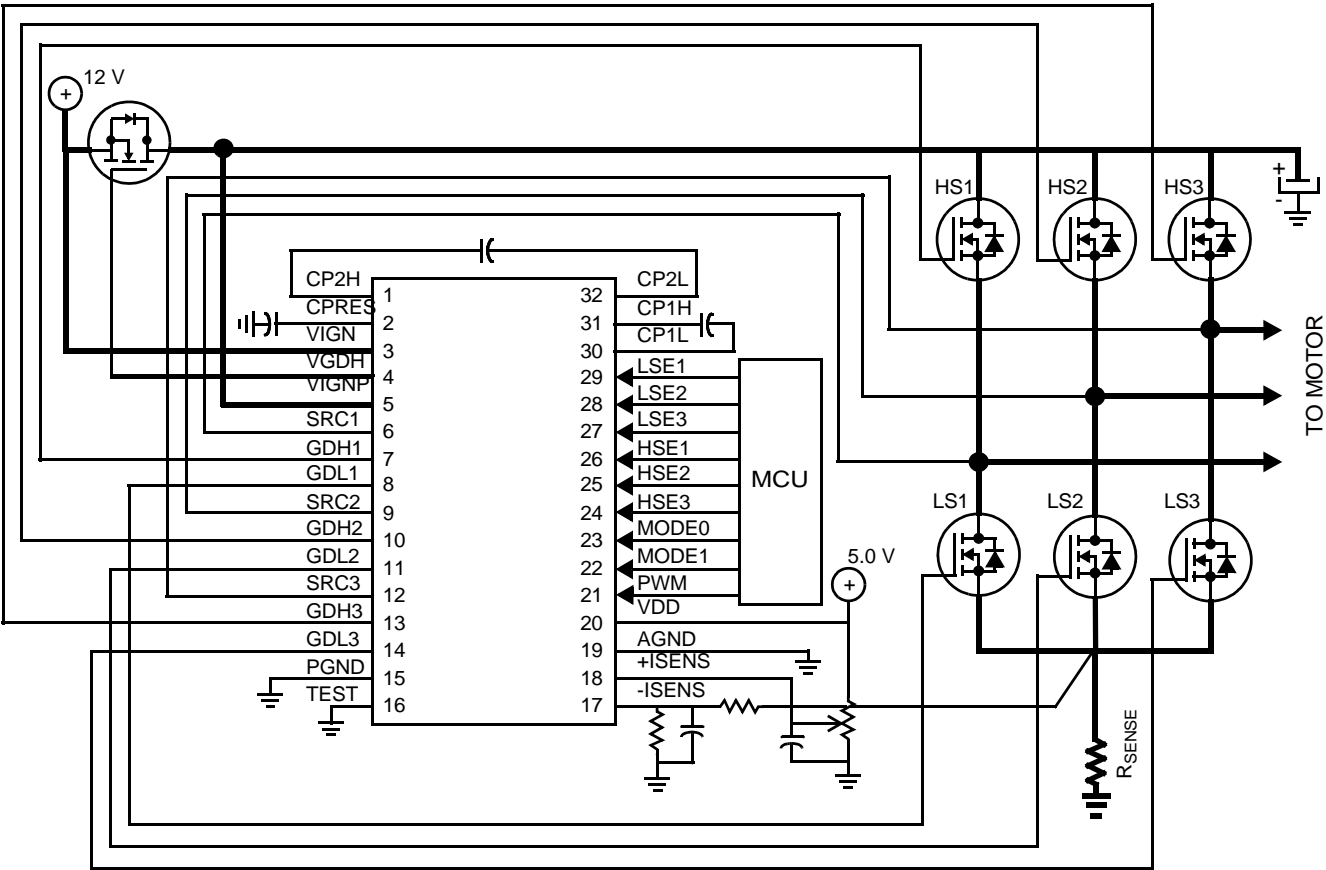 12 V
+
HS1
HS2
HS3
+
-
CP2H
1
32
CP2L
CPRES
2
31
CP1H
VIGN
3
30
CP1L
VGDH
4
29
LSE1
VIGNP
5
28
LSE2
SRC1
6
27
LSE3
GDH1
7
26
HSE1
GDL1
8
25
HSE2
SRC2
9
24
HSE3
GDH2
10
23
MODE0
GDL2
11
22
MODE1
SRC3
12
21
PWM
GDH3
13
20
VDD
GDL3
14
19
AGND
PGND
15
18
+ISENS
TEST
16
17
-ISENS
MCU
5.0 V
+
LS1
LS2
LS3
TO MOTOR
RSENSE